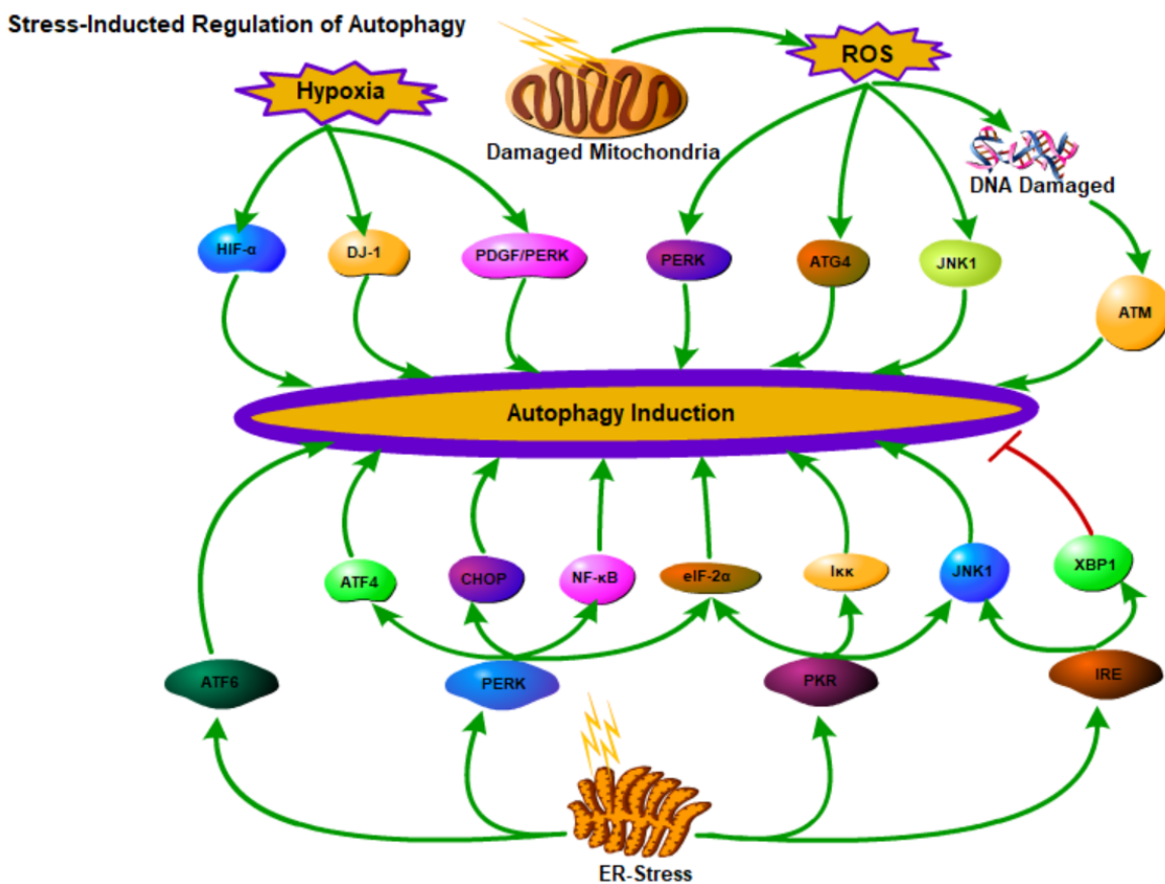 Stress-Inducted Regulation of Autophagy
Hypoxia
ROS
Damaged Mitochondria
DNA Damaged
HIF-α
DJ-1
PDGF/PERK
PERK
ATG4
JNK1
ATM
Autophagy Induction
ATF4
CHOP
NF-κB
eIF-2α
Iκκ
JNK1
XBP1
ATF6
PERK
PKR
IRE
ER-Stress